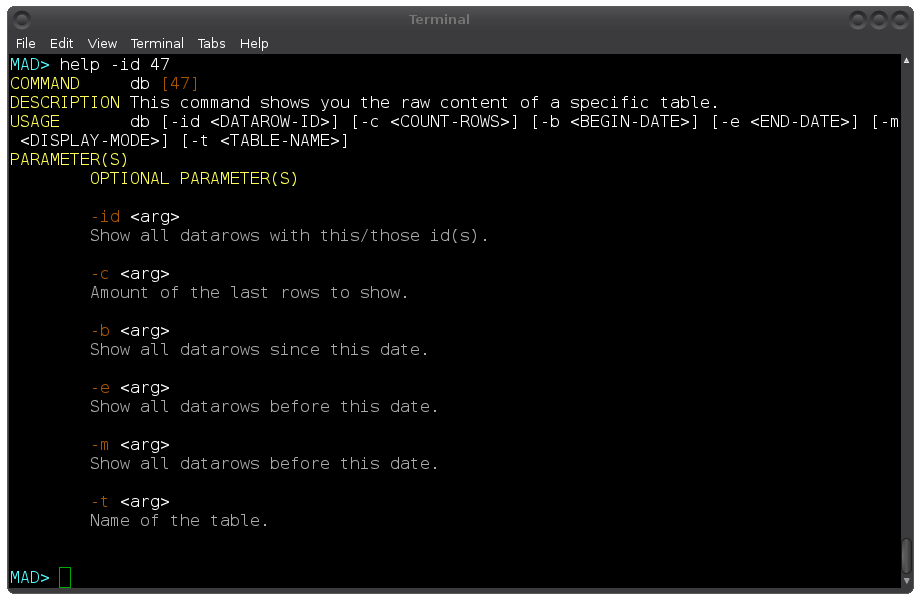 Terminal
File Edit View Terminal Tabs Help
MAD> help -id 47
COMMAND db [47]
DESCRIPTION This command shows you the raw content of a specific table.
USAGE db [-id <DATAROW-ID>] [-c <COUNT-ROWS>] [-b <BEGIN-DATE>] [-e <END-DATE>] [-m
<DISPLAY-MODE>] [-t <TABLE-NAME>]
PARAMETER(S)
OPTIONAL PARAMETER(S)
-id <arg>
Show all datarows with this/those id(s).
-c <arg>
Amount of the last rows to show.
-b <arg>
Show all datarows since this date.
-e <arg>
Show all datarows before this date.
-m <arg>
Show all datarows before this date.
-t <arg>
Name of the table.
MAD>